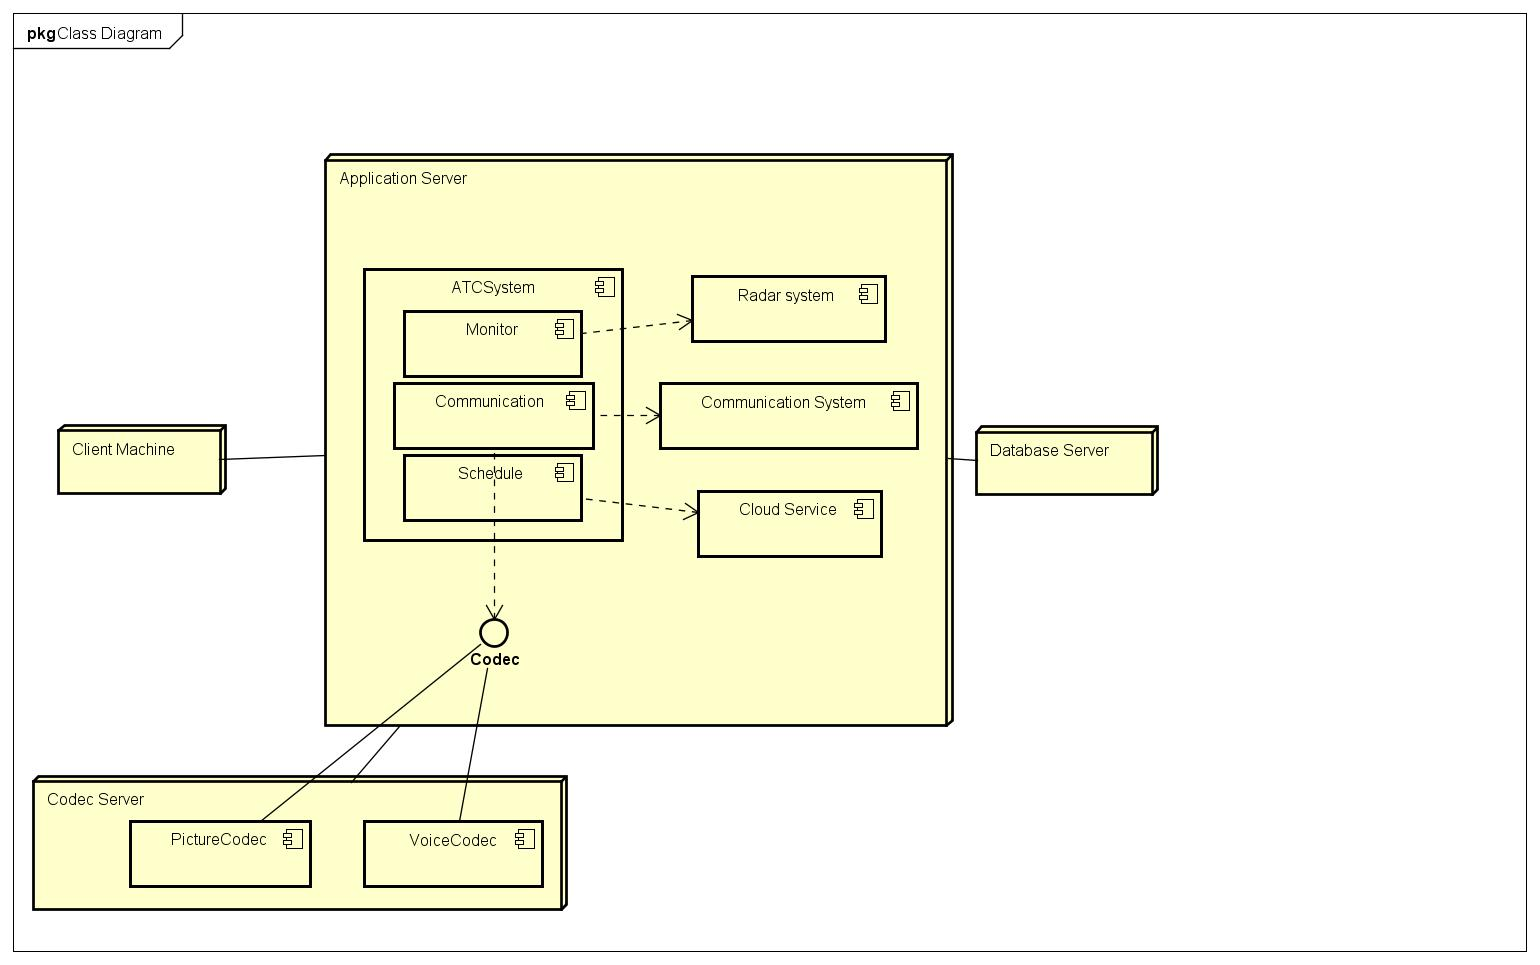 pkg Class Diagram
Application Server
ATCSystem
Radar system
Monitor
Communication
Communication System
Client Machine
Database Server
Schedule
Cloud Service
Codec
Codec Server
PictureCodec
VoiceCodec